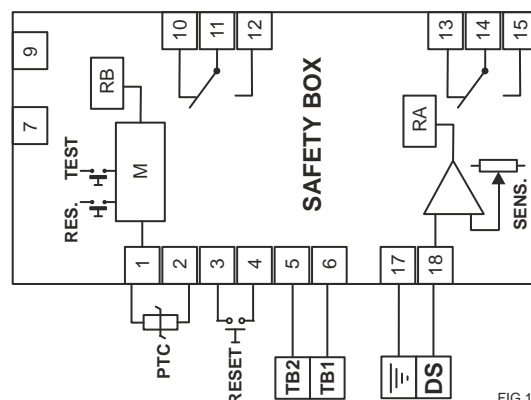 9
7
10
11
12
13
14
15
RB
RA
TEST
RES.
M
SAFETY BOX
SENS.
1
2
3
4
5
6
17
18
PTC
RESET
TB2
TB1
DS
FIG.1